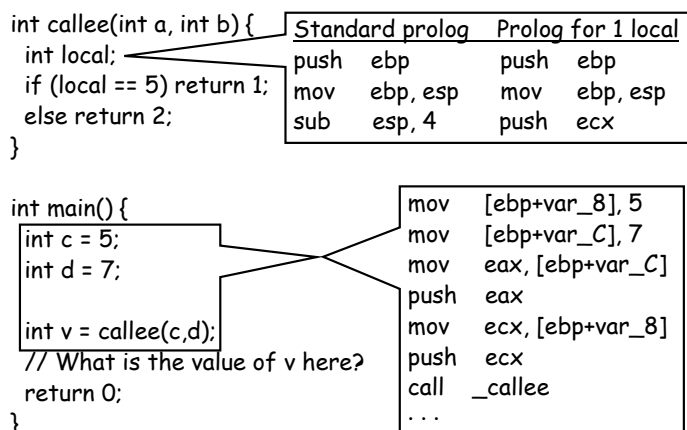 int callee(int a, int b) {
int local;
if (local == 5) return 1;
else return 2;
}
Standard prolog Prolog for 1 local
push ebp push ebp
mov ebp, esp mov ebp, esp
sub esp, 4 push ecx
int main() {
int c = 5;
int d = 7;
int v = callee(c,d);
// What is the value of v here?
return 0;
}
mov [ebp+var_8], 5
mov [ebp+var_C], 7
mov eax, [ebp+var_C]
push eax
mov ecx, [ebp+var_8]
push ecx
call _callee
. . .